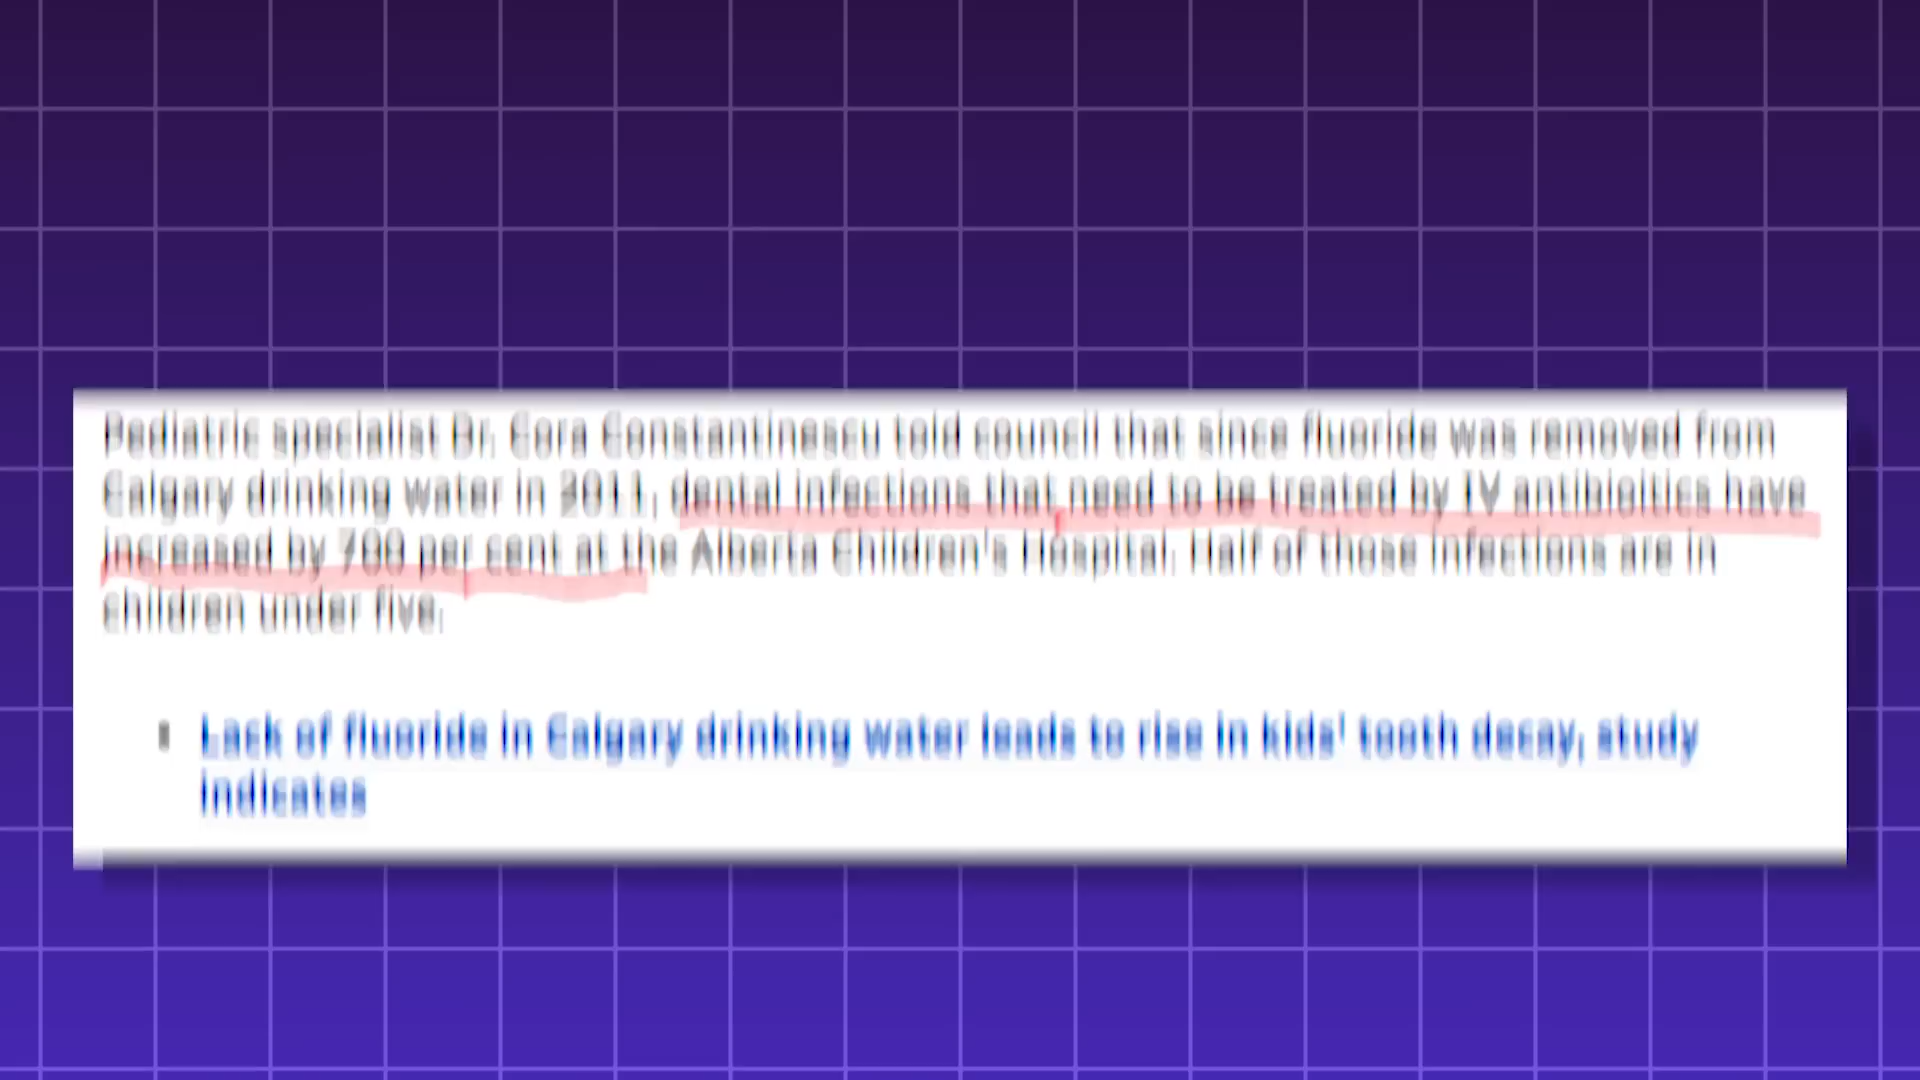 Pediatric specialist Dr. Cora Constantinescu told council that since fluoride was removed from
Calgary drinking water in 2011, dental infections that need to be treated by IV antibioitics have
increased by 700 per cent at the Alberta Children's Hospital. Half of those infections are in
children under five.
Lack of fluoride in Calgary drinking water leads to rise in kids' tooth decay, study
indicates